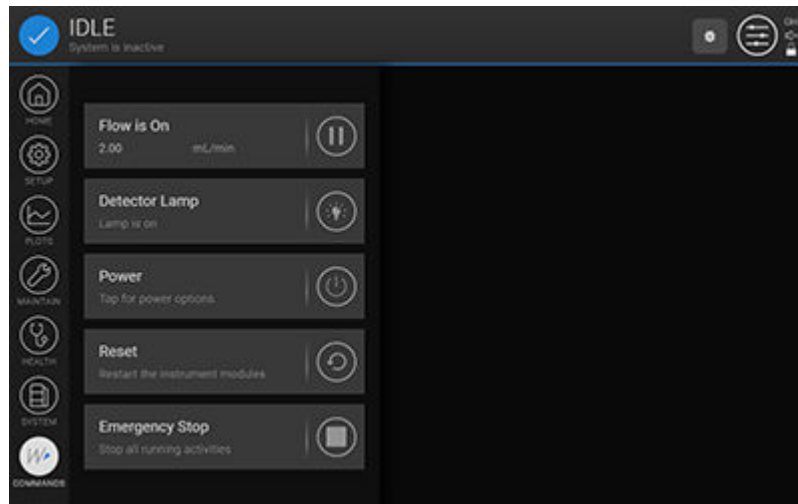 IDLE
System is inactive
HOME
SETUP
PLOTS
MAINTAIN
HEALTH
SYSTEM
COMMANDS
Flow is On
2.00 mL/min
Detector Lamp
Lamp is on
Power
Tap for power options
Reset
Restart the instrument modules
Emergency Stop
Stop all running activities